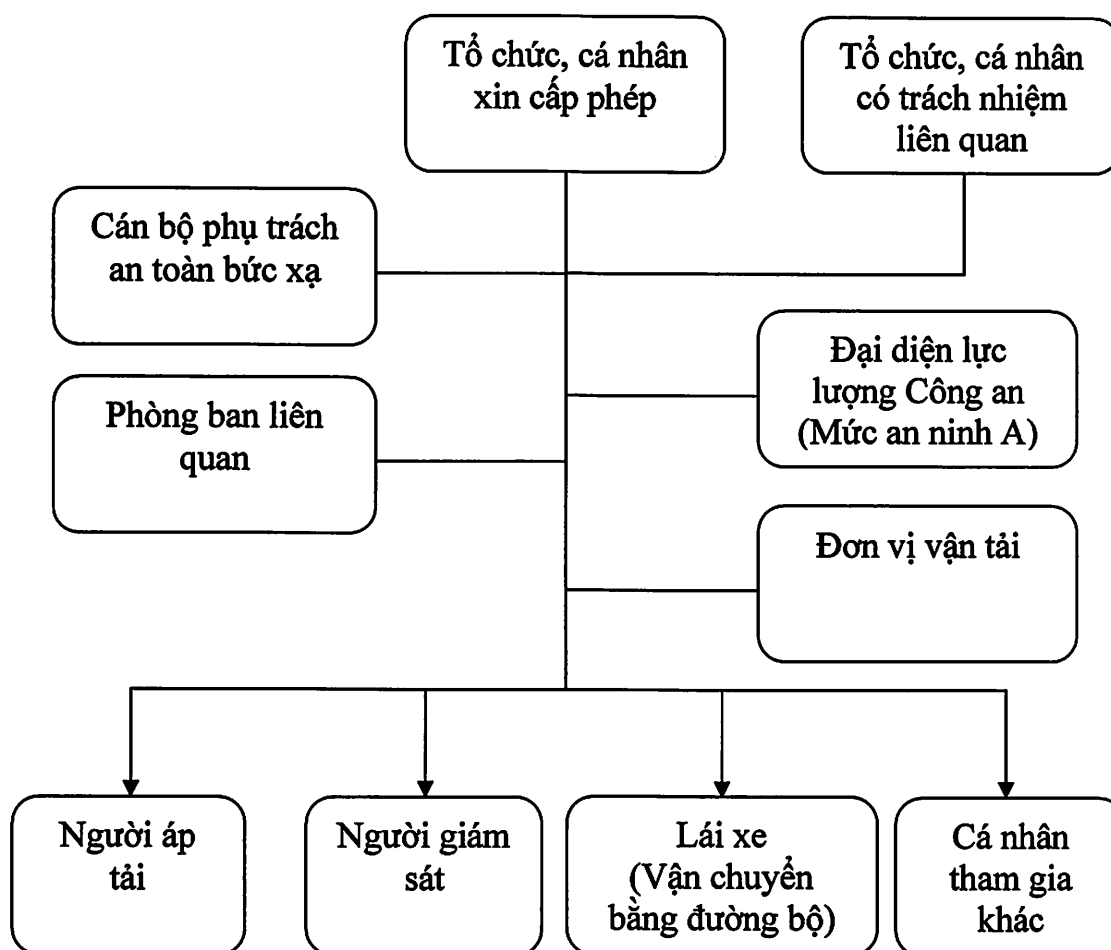 Tổ chức, cá nhân
xin cấp phép
Tổ chức, cá nhân
có trách nhiệm
liên quan
Cán bộ phụ trách
an toàn bức xạ
Đại diện lực
lượng Công an
(Mức an ninh A)
Phòng ban liên
quan
Đơn vị vận tải
Người áp
tải
Người giám
sát
Lái xe
(Vận chuyển
bằng đường bộ)
Cá nhân
tham gia
khác